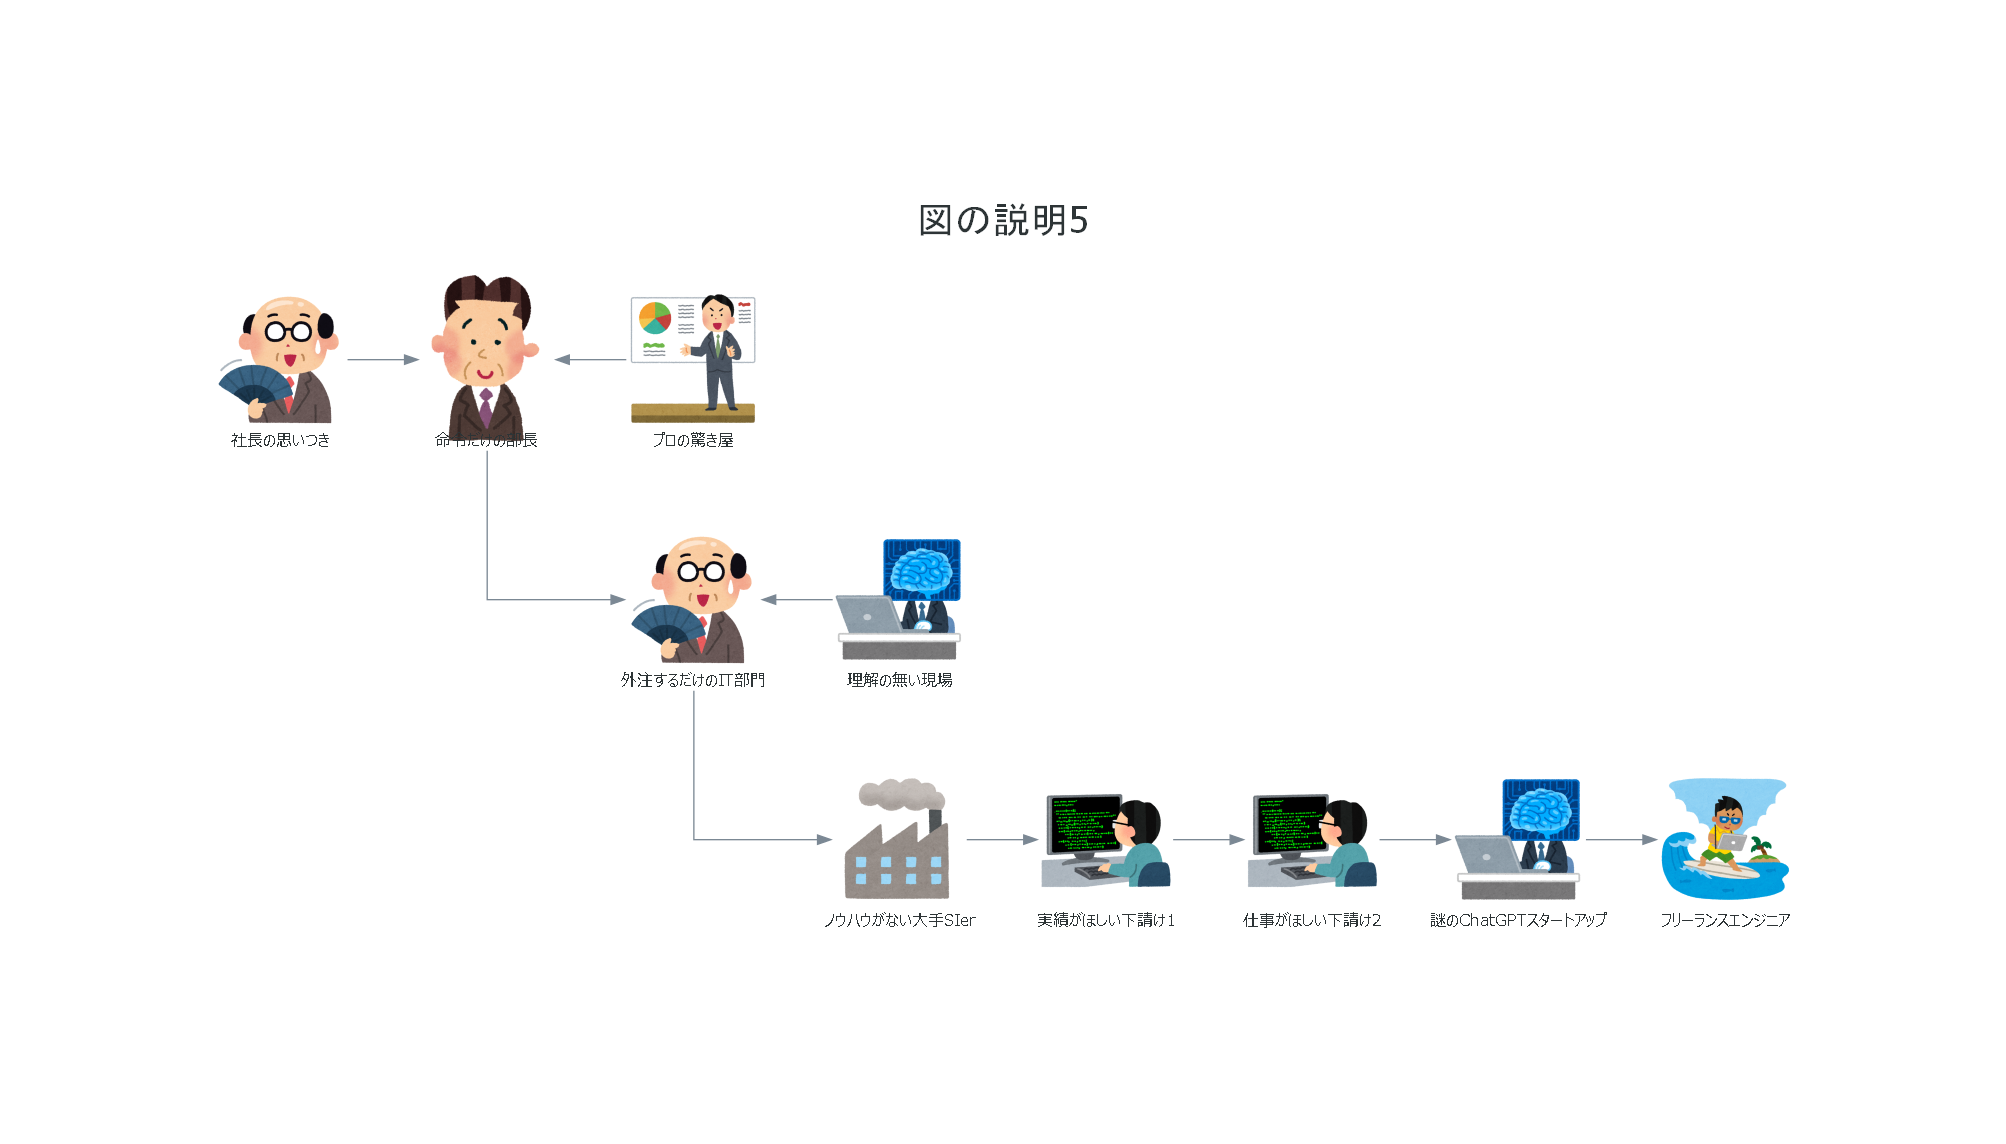 図の説明5
社長の思いつき
命令だけの部長
プロの驚き屋
外注するだけのIT部門
理解の無い現場
ノウハウがない大手SIer
実績がほしい下請け1
仕事がほしい下請け2
謎のChatGPTスタートアップ
フリーランスエンジニア